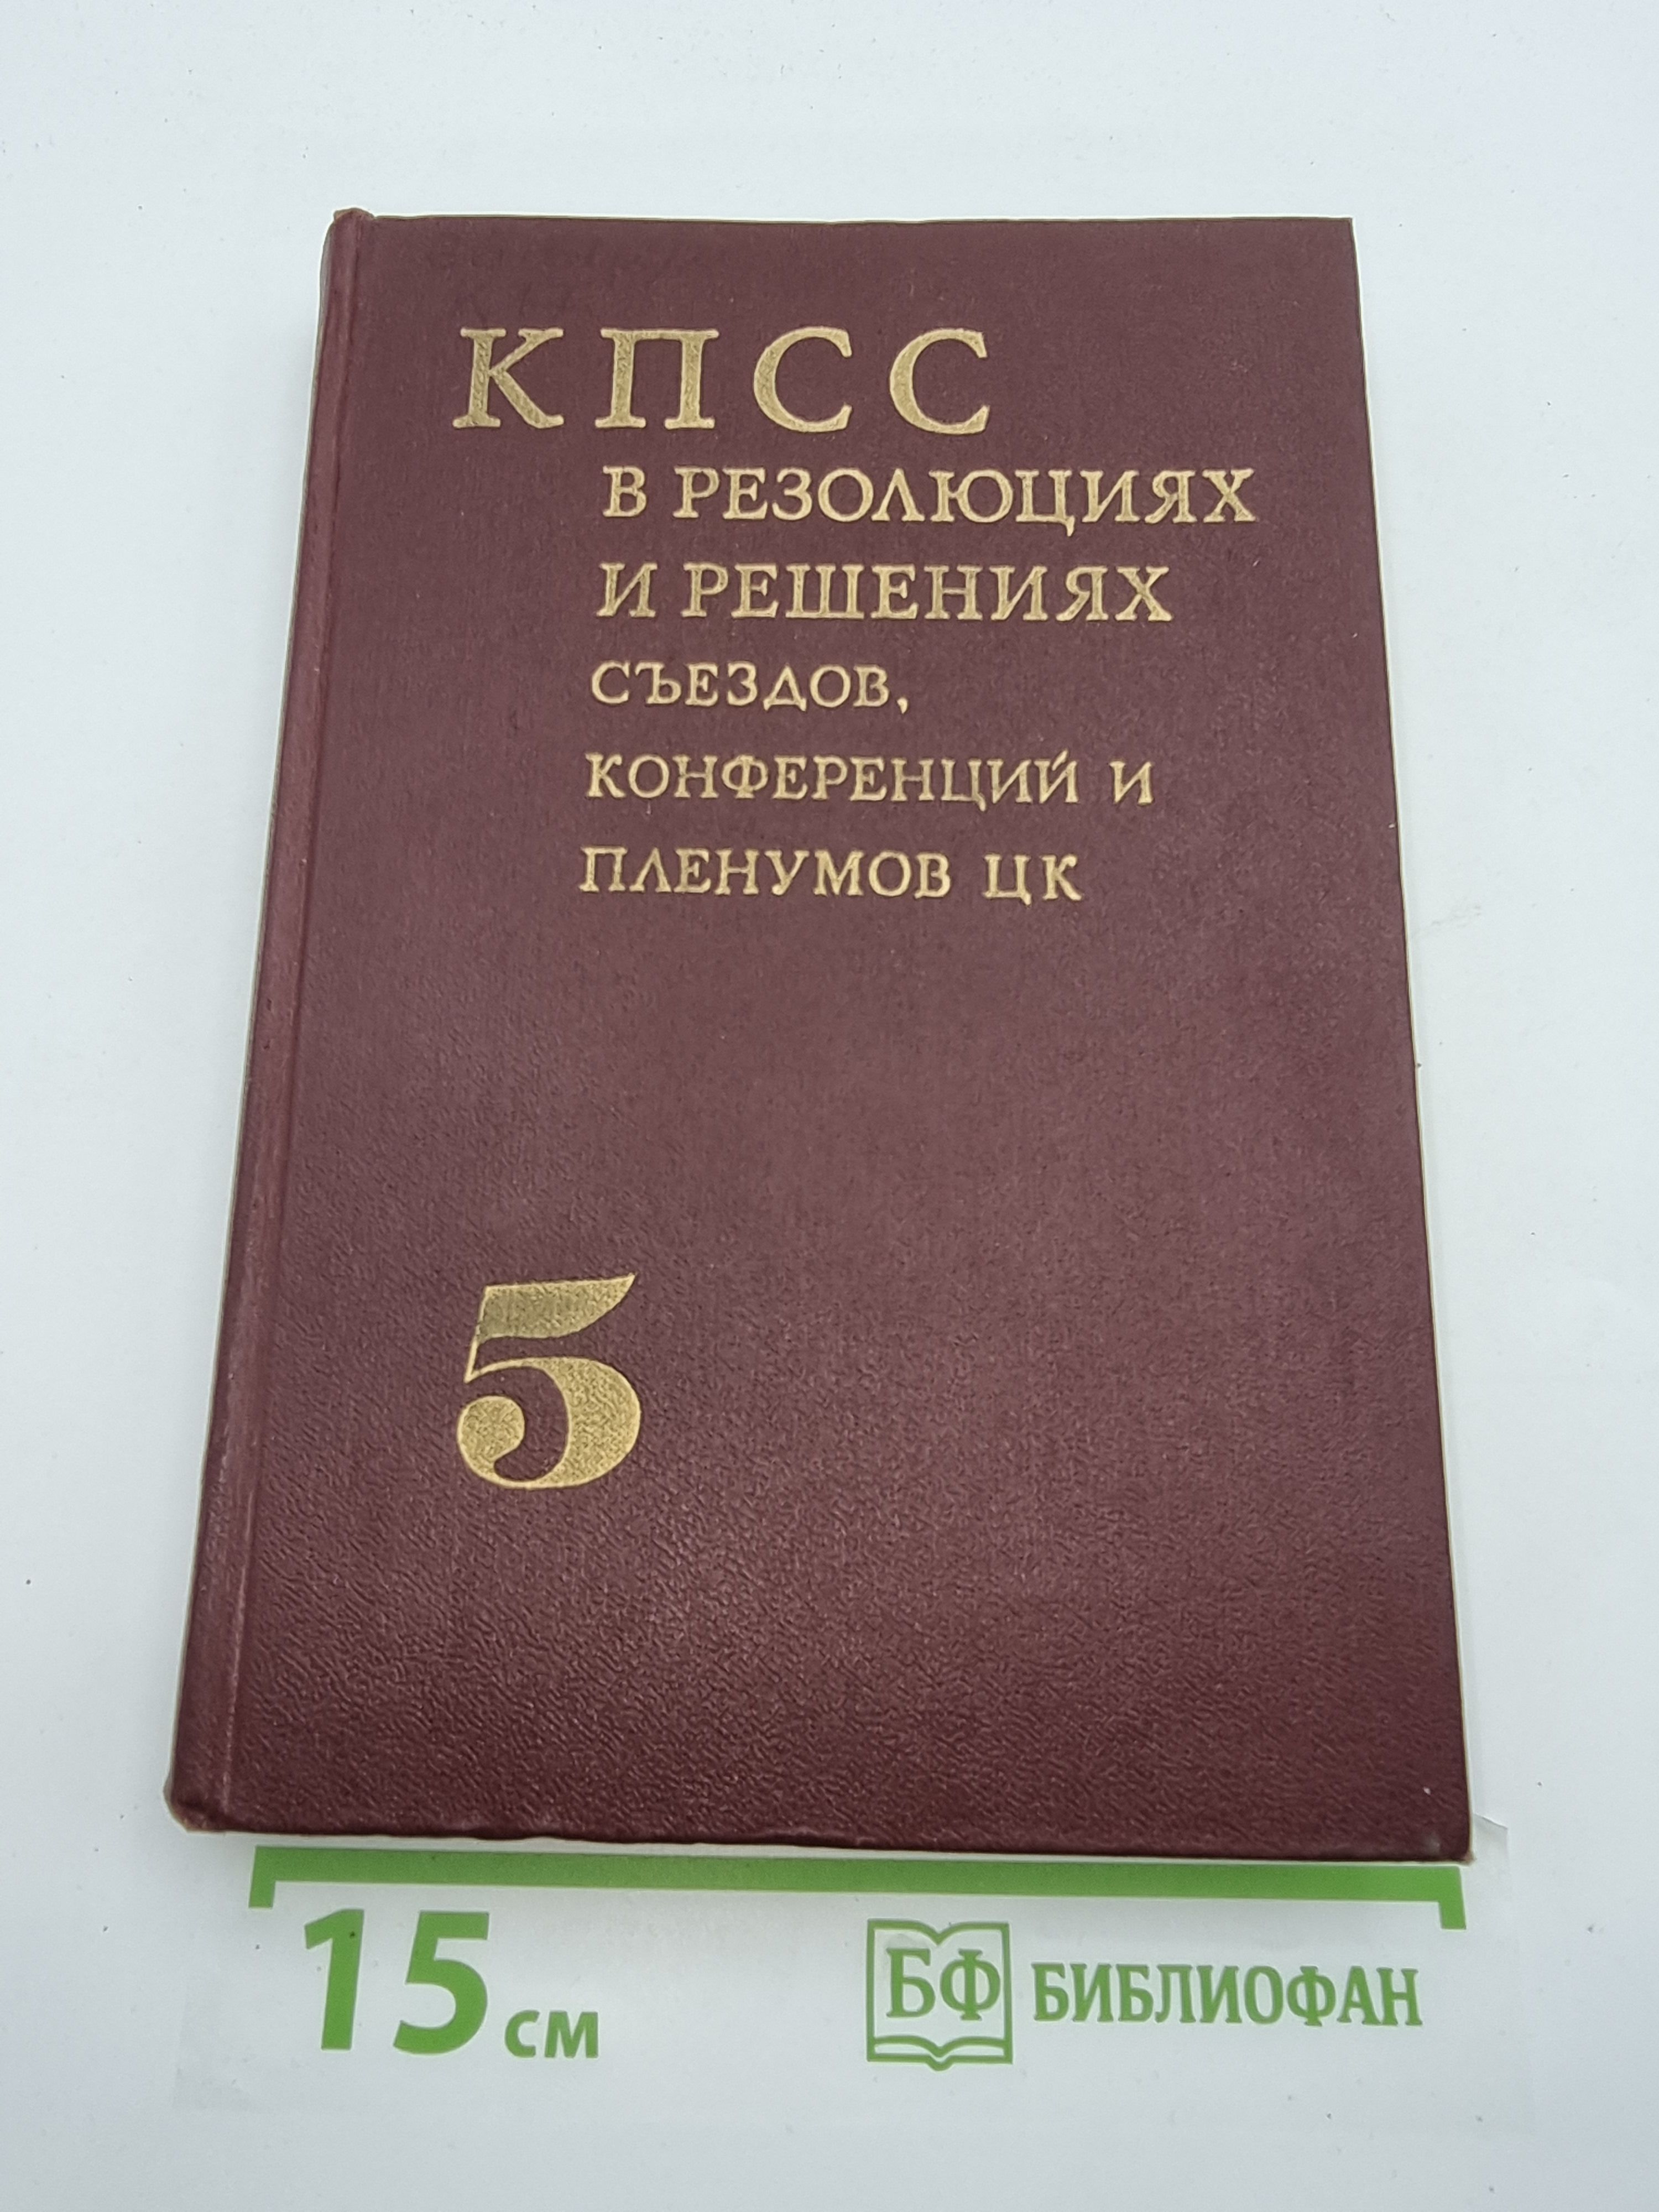 КПСС
В РЕЗОЛЮЦИЯХ
И РЕШЕНИЯХ
СЪЕЗДОВ,
КОНФЕРЕНЦИЙ И
ПЛЕНУМОВ ЦК
5
15 см
БФ БИБЛИОФАН